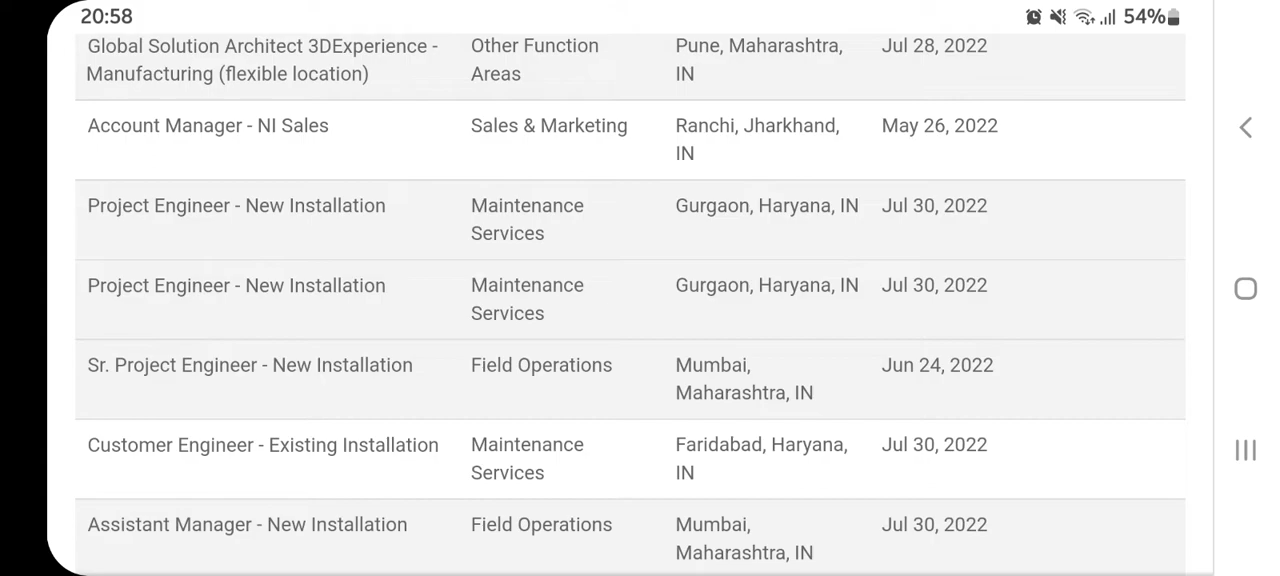 20:58 54%
Global Solution Architect 3DExperience - Other Function Pune, Maharashtra, Jul 28, 2022
Manufacturing (flexible location) Areas IN
Account Manager - NI Sales Sales & Marketing Ranchi, Jharkhand, May 26, 2022
IN
Project Engineer - New Installation Maintenance Gurgaon, Haryana, IN Jul 30, 2022
Services
Project Engineer - New Installation Maintenance Gurgaon, Haryana, IN Jul 30, 2022
Services
Sr. Project Engineer - New Installation Field Operations Mumbai, Jun 24, 2022
Maharashtra, IN
Customer Engineer - Existing Installation Maintenance Faridabad, Haryana, Jul 30, 2022
Services IN
Assistant Manager - New Installation Field Operations Mumbai, Jul 30, 2022
Maharashtra, IN